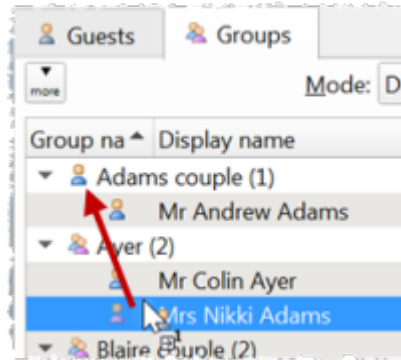 Guests Groups
more Mode: D
Group na Display name
Adams couple (1)
Mr Andrew Adams
Ayer (2)
Mr Colin Ayer
Mrs Nikki Adams
1
Blaire couple (2)